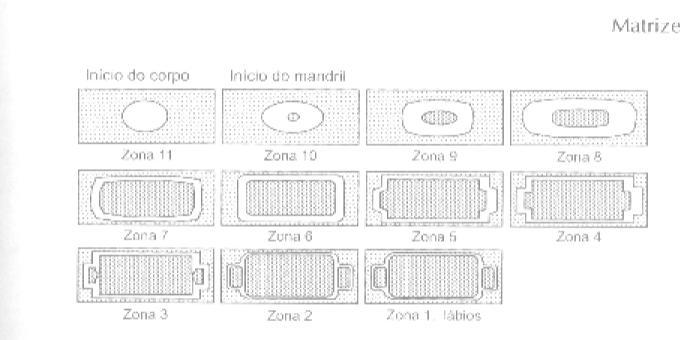 Matrize
Início do corpo Início do mandril
Zona 11 Zona 10 Zona 9 Zona 8
Zona 7 Zona 6 Zona 5 Zona 4
Zona 3 Zona 2 Zona 1. lábios